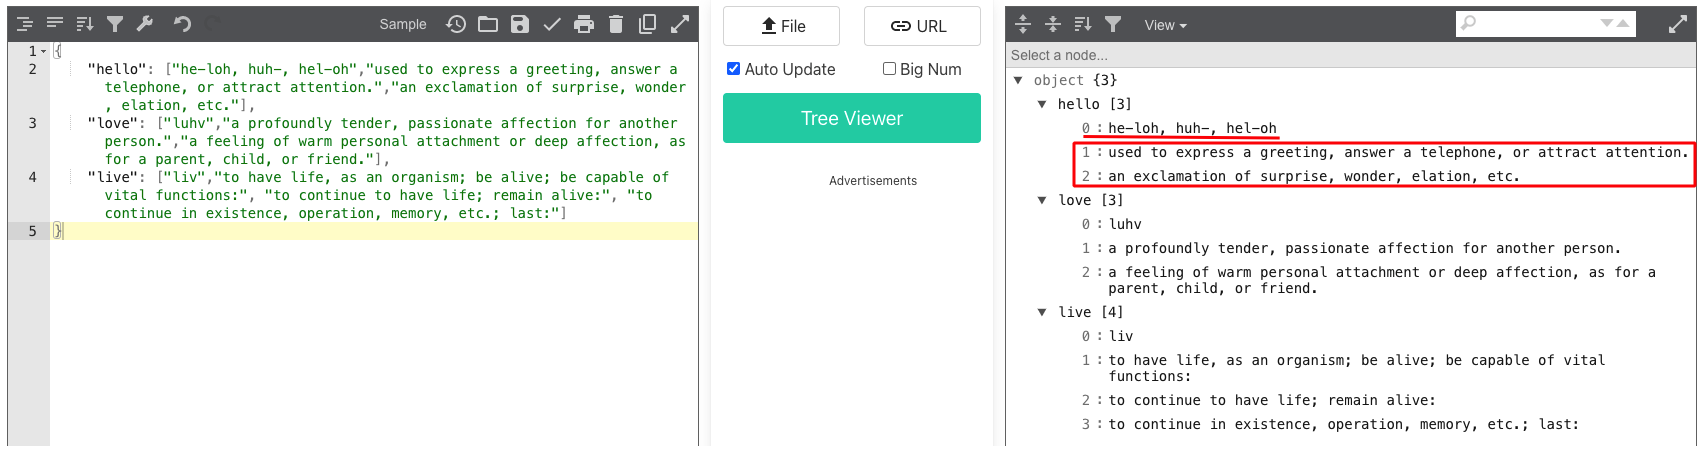 Sample
1 {
2 "hello": ["he-loh, huh-, hel-oh","used to express a greeting, answer a
telephone, or attract attention.","an exclamation of surprise, wonder
, elation, etc."],
3 "love": ["luhv","a profoundly tender, passionate affection for another
person.","a feeling of warm personal attachment or deep affection, as
for a parent, child, or friend."],
4 "live": ["liv","to have life, as an organism; be alive; be capable of
vital functions:", "to continue to have life; remain alive:", "to
continue in existence, operation, memory, etc.; last:"]
5 }
File
URL
Auto Update
Big Num
Tree Viewer
Advertisements
View
Select a node...
object {3}
hello [3]
0 : he-loh, huh-, hel-oh
1 : used to express a greeting, answer a telephone, or attract attention.
2 : an exclamation of surprise, wonder, elation, etc.
love [3]
0 : luhv
1 : a profoundly tender, passionate affection for another person.
2 : a feeling of warm personal attachment or deep affection, as for a
parent, child, or friend.
live [4]
0 : liv
1 : to have life, as an organism; be alive; be capable of vital
functions:
2 : to continue to have life; remain alive:
3 : to continue in existence, operation, memory, etc.; last: